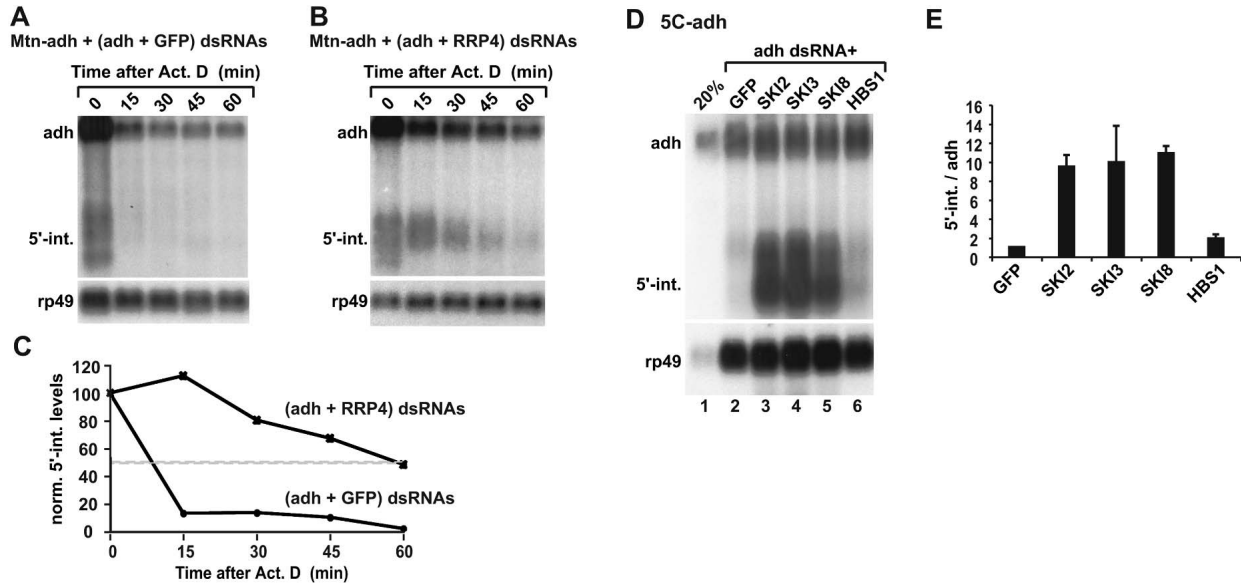 A
Mtn-adh + (adh + GFP) dsRNAs
Time after Act. D (min)
0 15 30 45 60
adh
5'-int.
rp49
B
Mtn-adh + (adh + RRP4) dsRNAs
Time after Act. D (min)
0 15 30 45 60
adh
5'-int.
rp49
C
norm. 5'-int. levels
120
100
80
60
40
20
0
(adh + RRP4) dsRNAs
(adh + GFP) dsRNAs
0 15 30 45 60
Time after Act. D (min)
D 5C-adh
adh dsRNA+
20% GFP SKI2 SKI3 SKI8 HBS1
adh
5'-int.
rp49
1 2 3 4 5 6
E
5'-int. / adh
16
14
12
10
8
6
4
2
0
GFP SKI2 SKI3 SKI8 HBS1